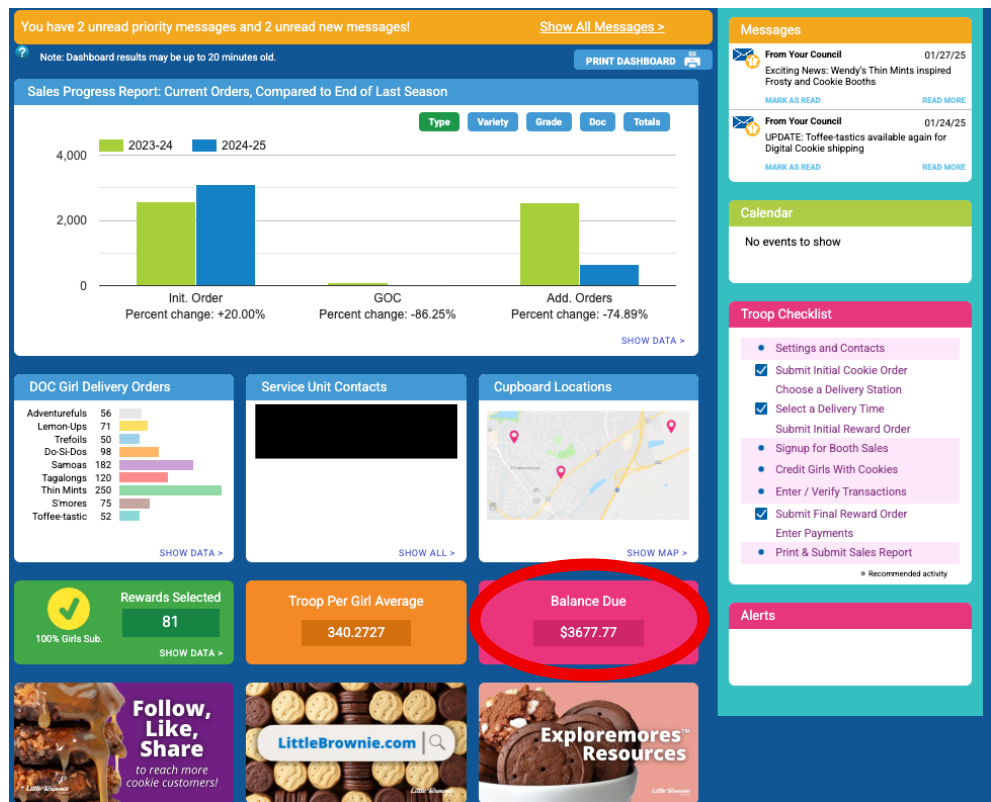 You have 2 unread priority messages and 2 unread new messages!
Show All Messages >
? Note: Dashboard results may be up to 20 minutes old.
PRINT DASHBOARD
Sales Progress Report: Current Orders, Compared to End of Last Season
Type Variety Grade Doc Totals
2023-24 2024-25
4,000
2,000
0
Init. Order GOC Add. Orders
Percent change: +20.00% Percent change: -86.25% Percent change: -74.89%
SHOW DATA >
DOC Girl Delivery Orders
Adventurefuls 56
Lemon-Ups 71
Trefoils 50
Do-Si-Dos 98
Samoas 182
Tagalongs 120
Thin Mints 250
S'mores 75
Toffee-tastic 52
SHOW DATA >
Service Unit Contacts
SHOW ALL >
Cupboard Locations
SHOW MAP >
Rewards Selected
81
100% Girls Sub.
SHOW DATA >
Troop Per Girl Average
340.2727
Balance Due
$3677.77
Follow,
Like,
Share
to reach more
cookie customers!
Little Brownie
LittleBrownie.com
Little Brownie
Exploremores™
Resources
Little Brownie
Messages
From Your Council 01/27/25
Exciting News: Wendy's Thin Mints inspired
Frosty and Cookie Booths
MARK AS READ READ MORE
From Your Council 01/24/25
UPDATE: Toffee-tastics available again for
Digital Cookie shipping
MARK AS READ READ MORE
Calendar
No events to show
Troop Checklist
Settings and Contacts
Submit Initial Cookie Order
Choose a Delivery Station
Select a Delivery Time
Submit Initial Reward Order
Signup for Booth Sales
Credit Girls With Cookies
Enter / Verify Transactions
Submit Final Reward Order
Enter Payments
Print & Submit Sales Report
Recommended activity
Alerts